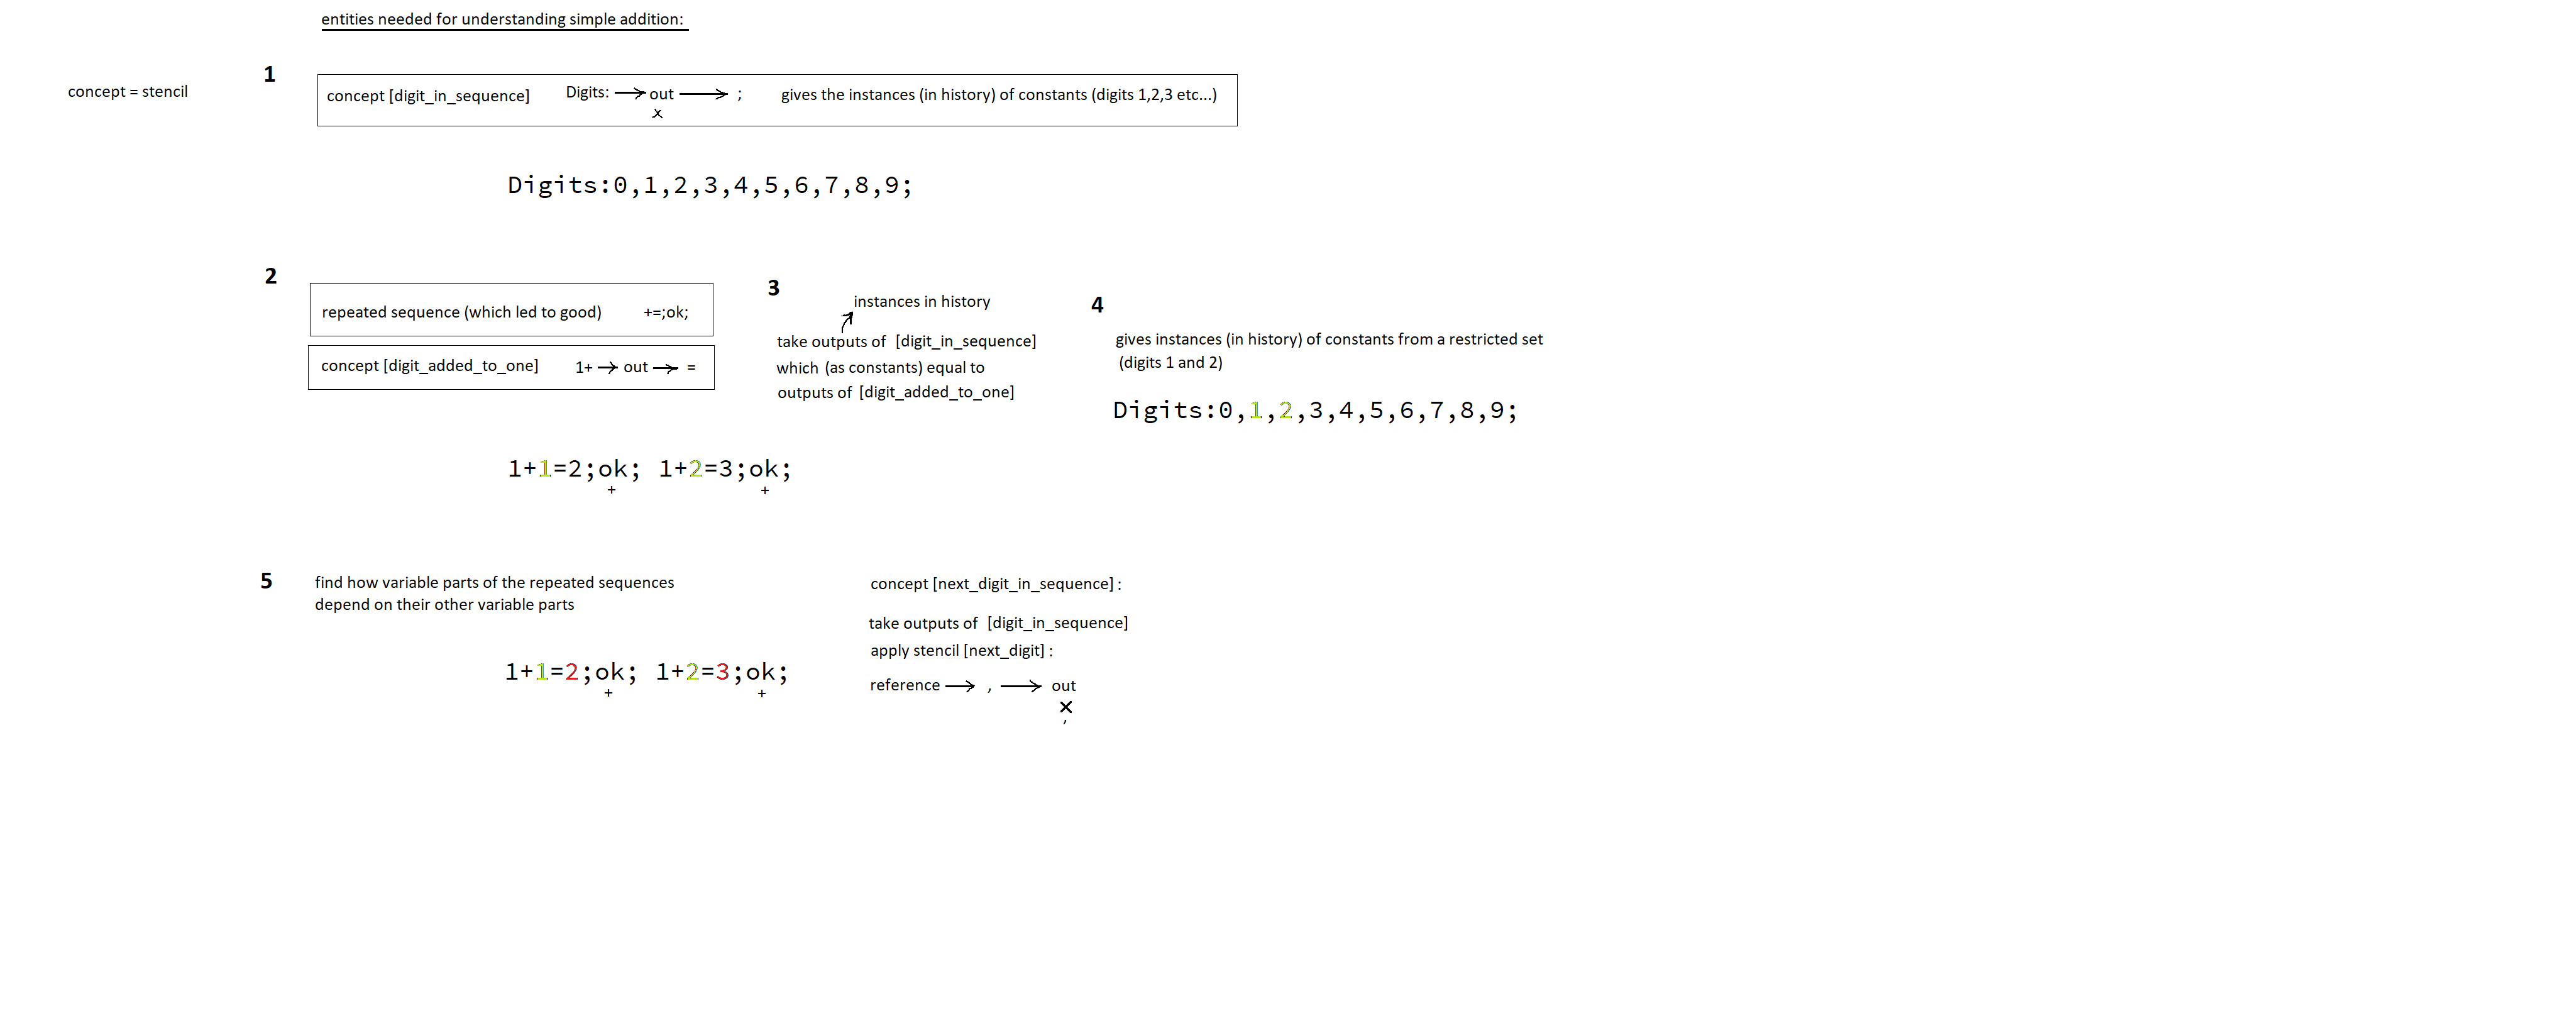 entities needed for understanding simple addition:
concept = stencil
1
concept [digit_in_sequence]
Digits: out ;
x
gives the instances (in history) of constants (digits 1,2,3 etc...)
Digits:0,1,2,3,4,5,6,7,8,9;
2
repeated sequence (which led to good) +=;ok;
concept [digit_added_to_one] 1+ out =
3
instances in history
take outputs of [digit_in_sequence]
which (as constants) equal to
outputs of [digit_added_to_one]
4
gives instances (in history) of constants from a restricted set
(digits 1 and 2)
Digits:0,1,2,3,4,5,6,7,8,9;
1+1=2;ok; 1+2=3;ok;
+ +
5
find how variable parts of the repeated sequences
depend on their other variable parts
1+1=2;ok; 1+2=3;ok;
+ +
concept [next_digit_in_sequence] :
take outputs of [digit_in_sequence]
apply stencil [next_digit] :
reference , out
x
,